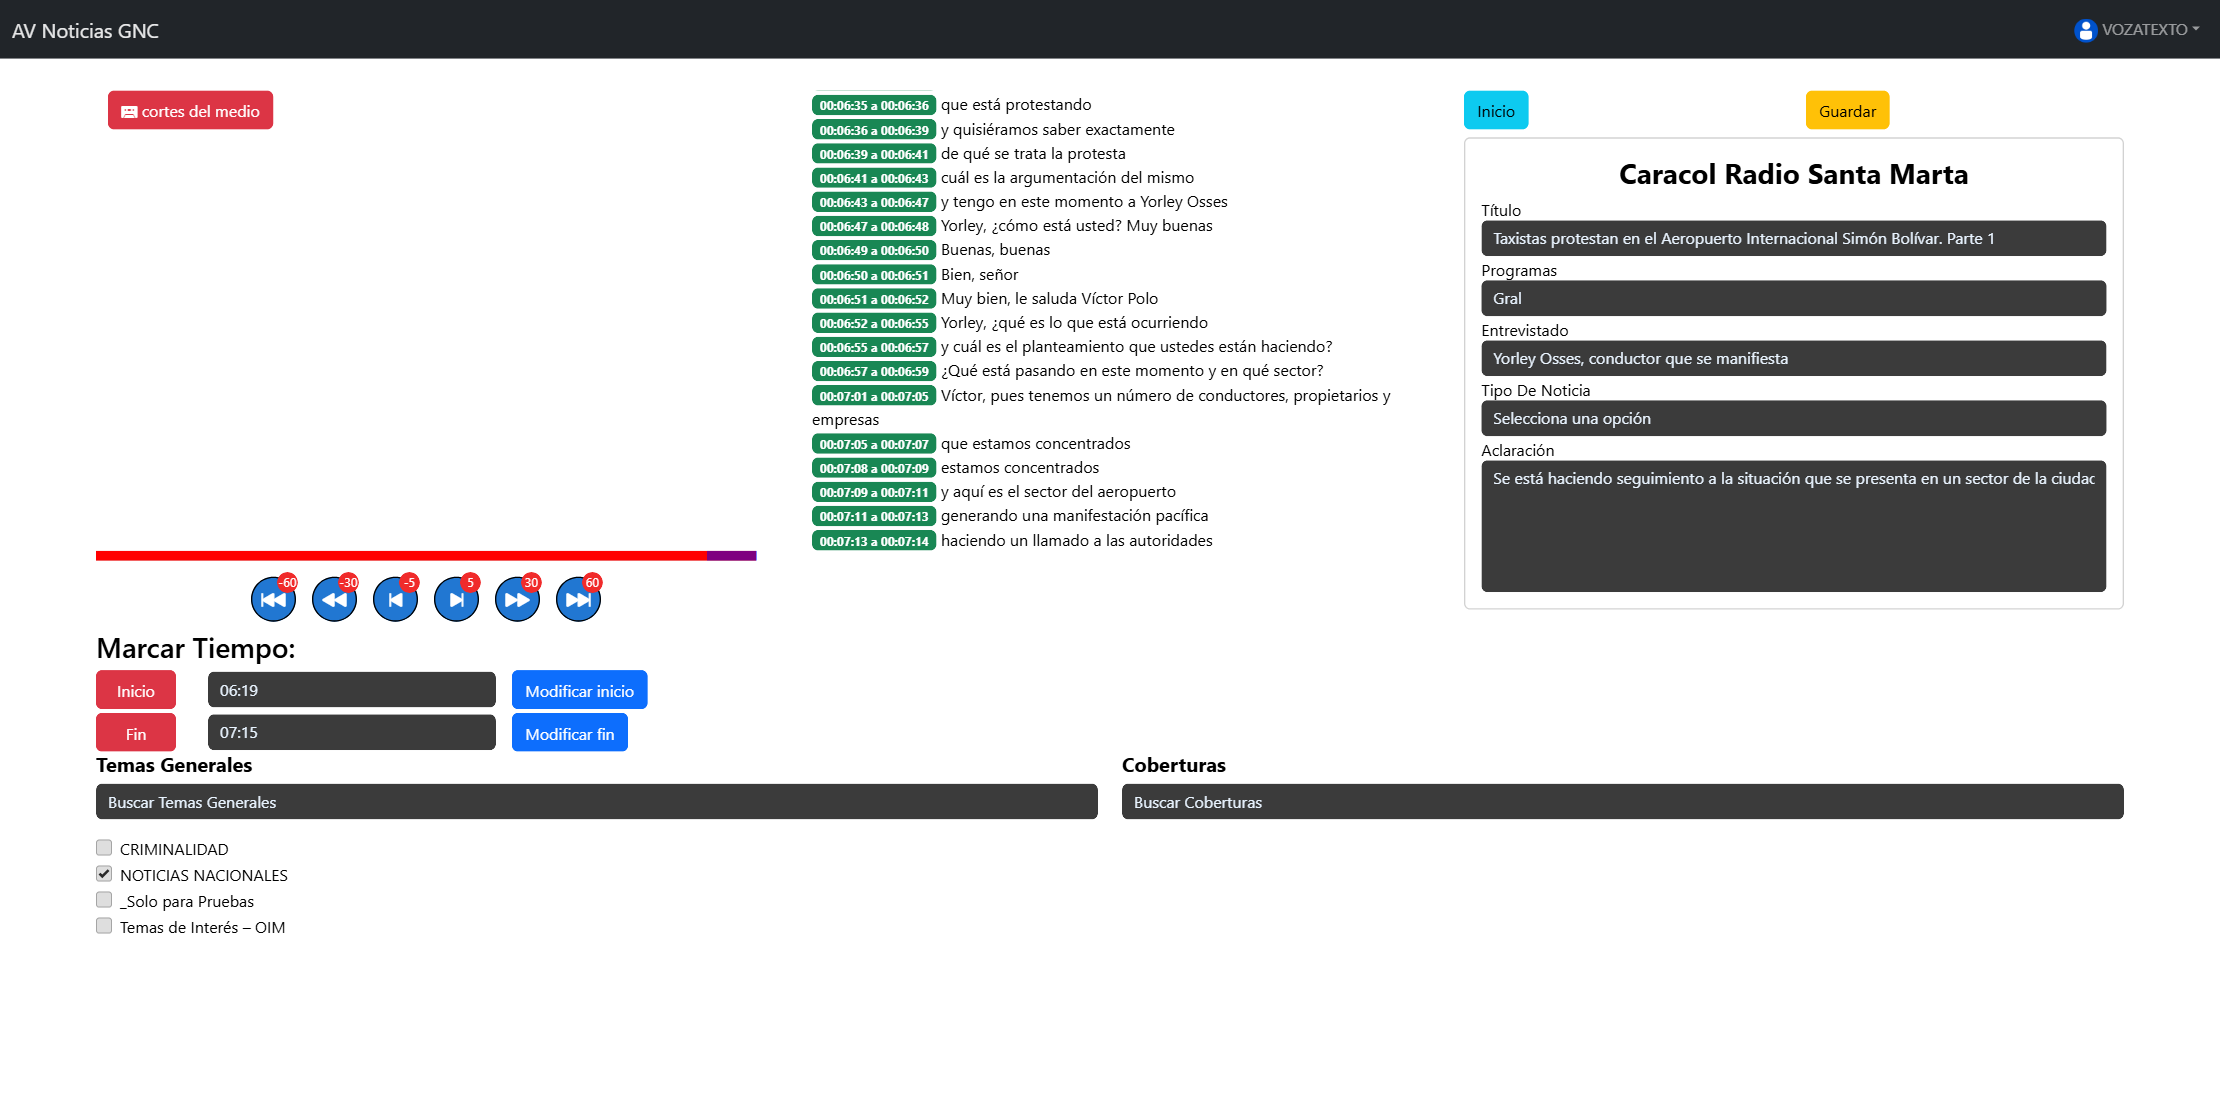 AV Noticias GNC
VOZATEXTO
cortes del medio
00:06:35 a 00:06:36 que está protestando
00:06:36 a 00:06:39 y quisiéramos saber exactamente
00:06:39 a 00:06:41 de qué se trata la protesta
00:06:41 a 00:06:43 cuál es la argumentación del mismo
00:06:43 a 00:06:47 y tengo en este momento a Yorley Osses
00:06:47 a 00:06:48 Yorley, ¿cómo está usted? Muy buenas
00:06:49 a 00:06:50 Buenas, buenas
00:06:50 a 00:06:51 Bien, señor
00:06:51 a 00:06:52 Muy bien, le saluda Víctor Polo
00:06:52 a 00:06:55 Yorley, ¿qué es lo que está ocurriendo
00:06:55 a 00:06:57 y cuál es el planteamiento que ustedes están haciendo?
00:06:57 a 00:06:59 ¿Qué está pasando en este momento y en qué sector?
00:07:01 a 00:07:05 Víctor, pues tenemos un número de conductores, propietarios y
empresas
00:07:05 a 00:07:07 que estamos concentrados
00:07:08 a 00:07:09 estamos concentrados
00:07:09 a 00:07:11 y aquí es el sector del aeropuerto
00:07:11 a 00:07:13 generando una manifestación pacífica
00:07:13 a 00:07:14 haciendo un llamado a las autoridades
Inicio
Guardar
Caracol Radio Santa Marta
Título
Taxistas protestan en el Aeropuerto Internacional Simón Bolívar. Parte 1
Programas
Gral
Entrevistado
Yorley Osses, conductor que se manifiesta
Tipo De Noticia
Selecciona una opción
Aclaración
Se está haciendo seguimiento a la situación que se presenta en un sector de la ciudad
-60
-30
-5
5
30
60
Marcar Tiempo:
Inicio
06:19
Modificar inicio
Fin
07:15
Modificar fin
Temas Generales
Buscar Temas Generales
CRIMINALIDAD
NOTICIAS NACIONALES
_Solo para Pruebas
Temas de Interés – OIM
Coberturas
Buscar Coberturas